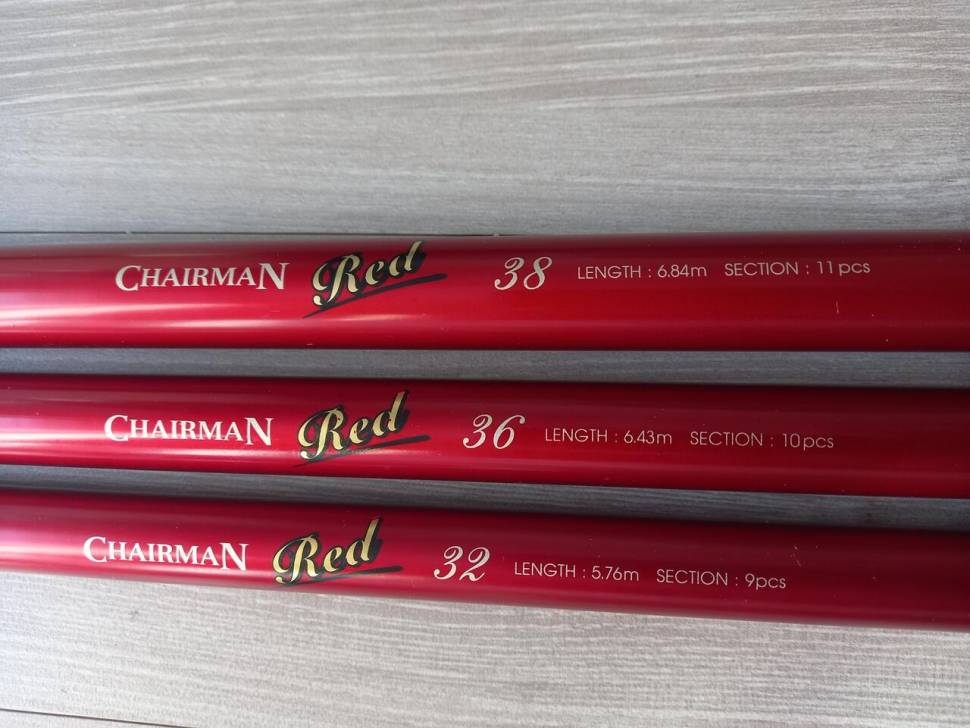 CHAIRMAN Red 38 LENGTH : 6.84m SECTION : 11pcs
CHAIRMAN Red 36 LENGTH : 6.43m SECTION : 10pcs
CHAIRMAN Red 32 LENGTH : 5.76m SECTION : 9pcs